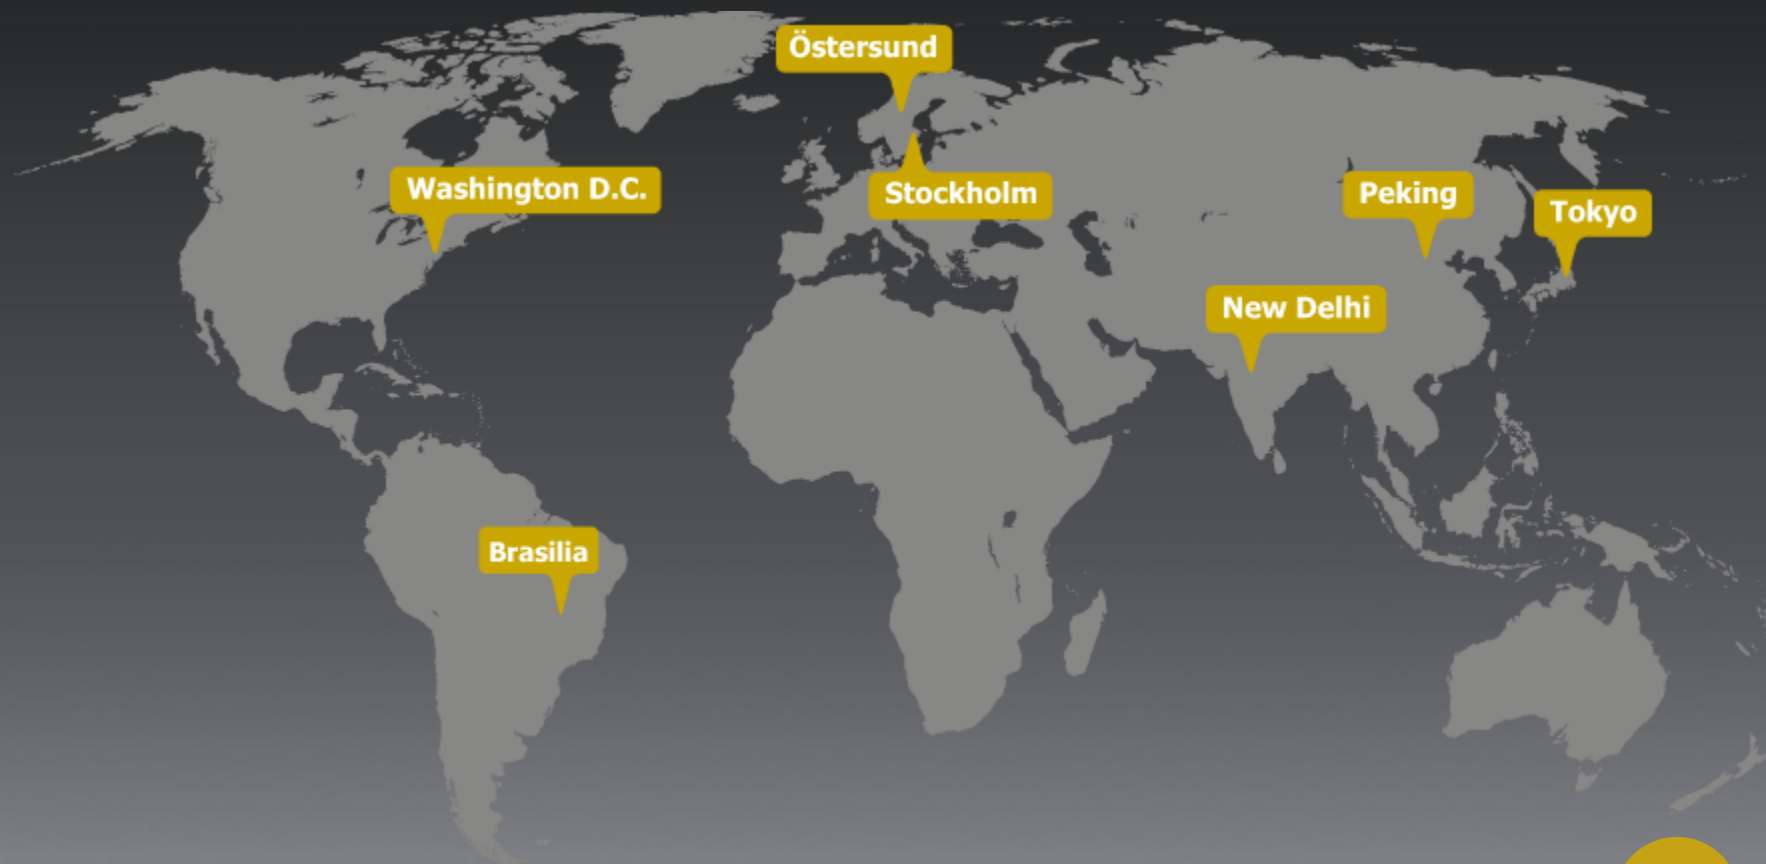 Östersund
Washington D.C.
Stockholm
Peking
Tokyo
New Delhi
Brasilia